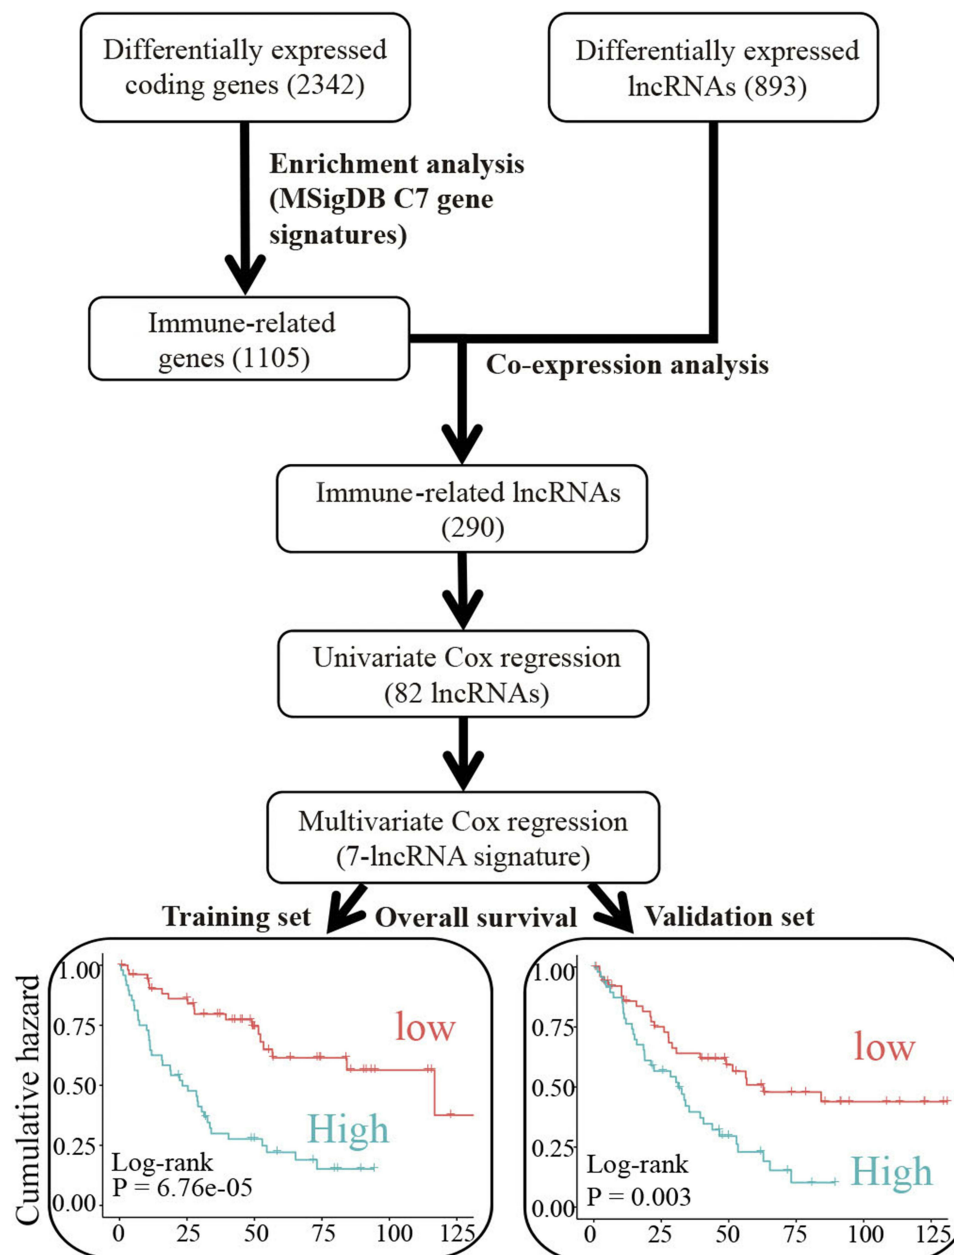 Differentially expressed
coding genes (2342)
Differentially expressed
lncRNAs (893)
Enrichment analysis
(MSigDB C7 gene
signatures)
Immune-related
genes (1105)
Co-expression analysis
Immune-related lncRNAs
(290)
Univariate Cox regression
(82 lncRNAs)
Multivariate Cox regression
(7-lncRNA signature)
Training set
Overall survival
Validation set
Cumulative hazard
1.00
0.75
0.50
0.25
0.00
low
High
Log-rank
P = 6.76e-05
0 25 50 75 100 125
1.00
0.75
0.50
0.25
0.00
low
High
Log-rank
P = 0.003
0 25 50 75 100 125